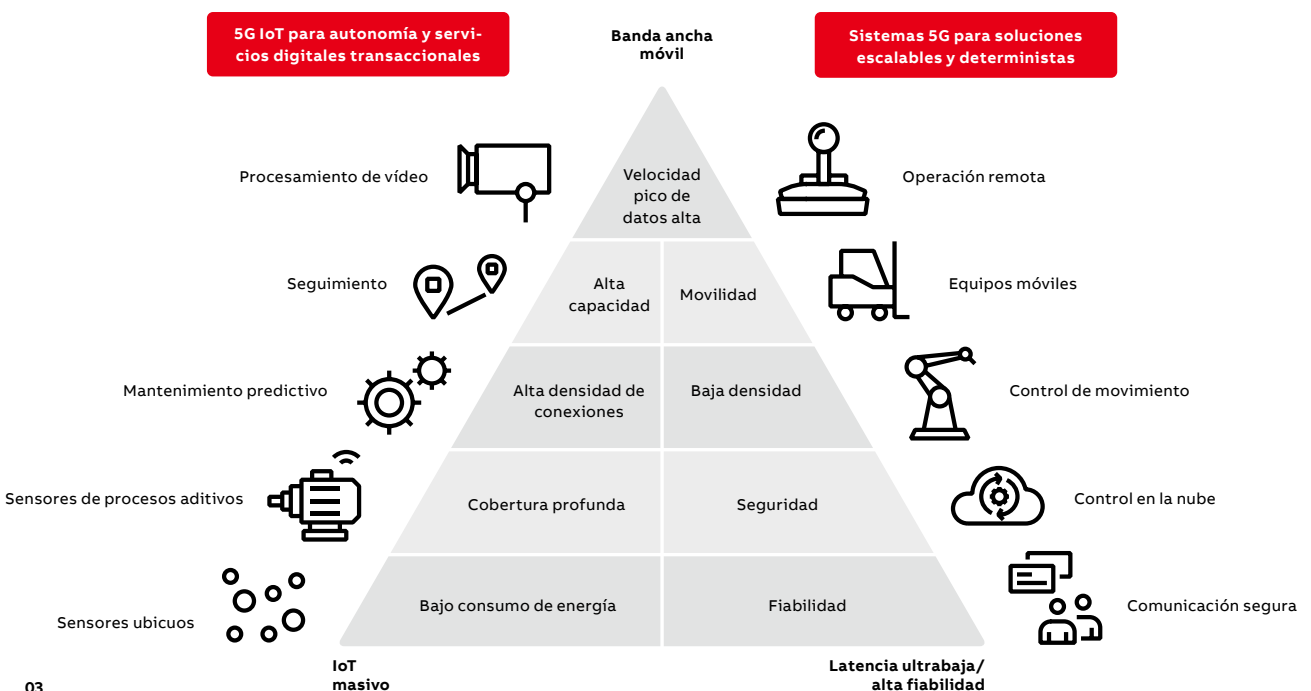 5G IoT para autonomía y servi-
cios digitales transaccionales
Banda ancha
móvil
Sistemas 5G para soluciones
escalables y deterministas
Procesamiento de vídeo
Velocidad
pico de
datos alta
Operación remota
Seguimiento
Alta
capacidad
Movilidad
Equipos móviles
Mantenimiento predictivo
Alta densidad de
conexiones
Baja densidad
Control de movimiento
Sensores de procesos aditivos
Cobertura profunda
Seguridad
Control en la nube
Sensores ubicuos
Bajo consumo de energía
Fiabilidad
Comunicación segura
IoT
masivo
Latencia ultrabaja/
alta fiabilidad
03